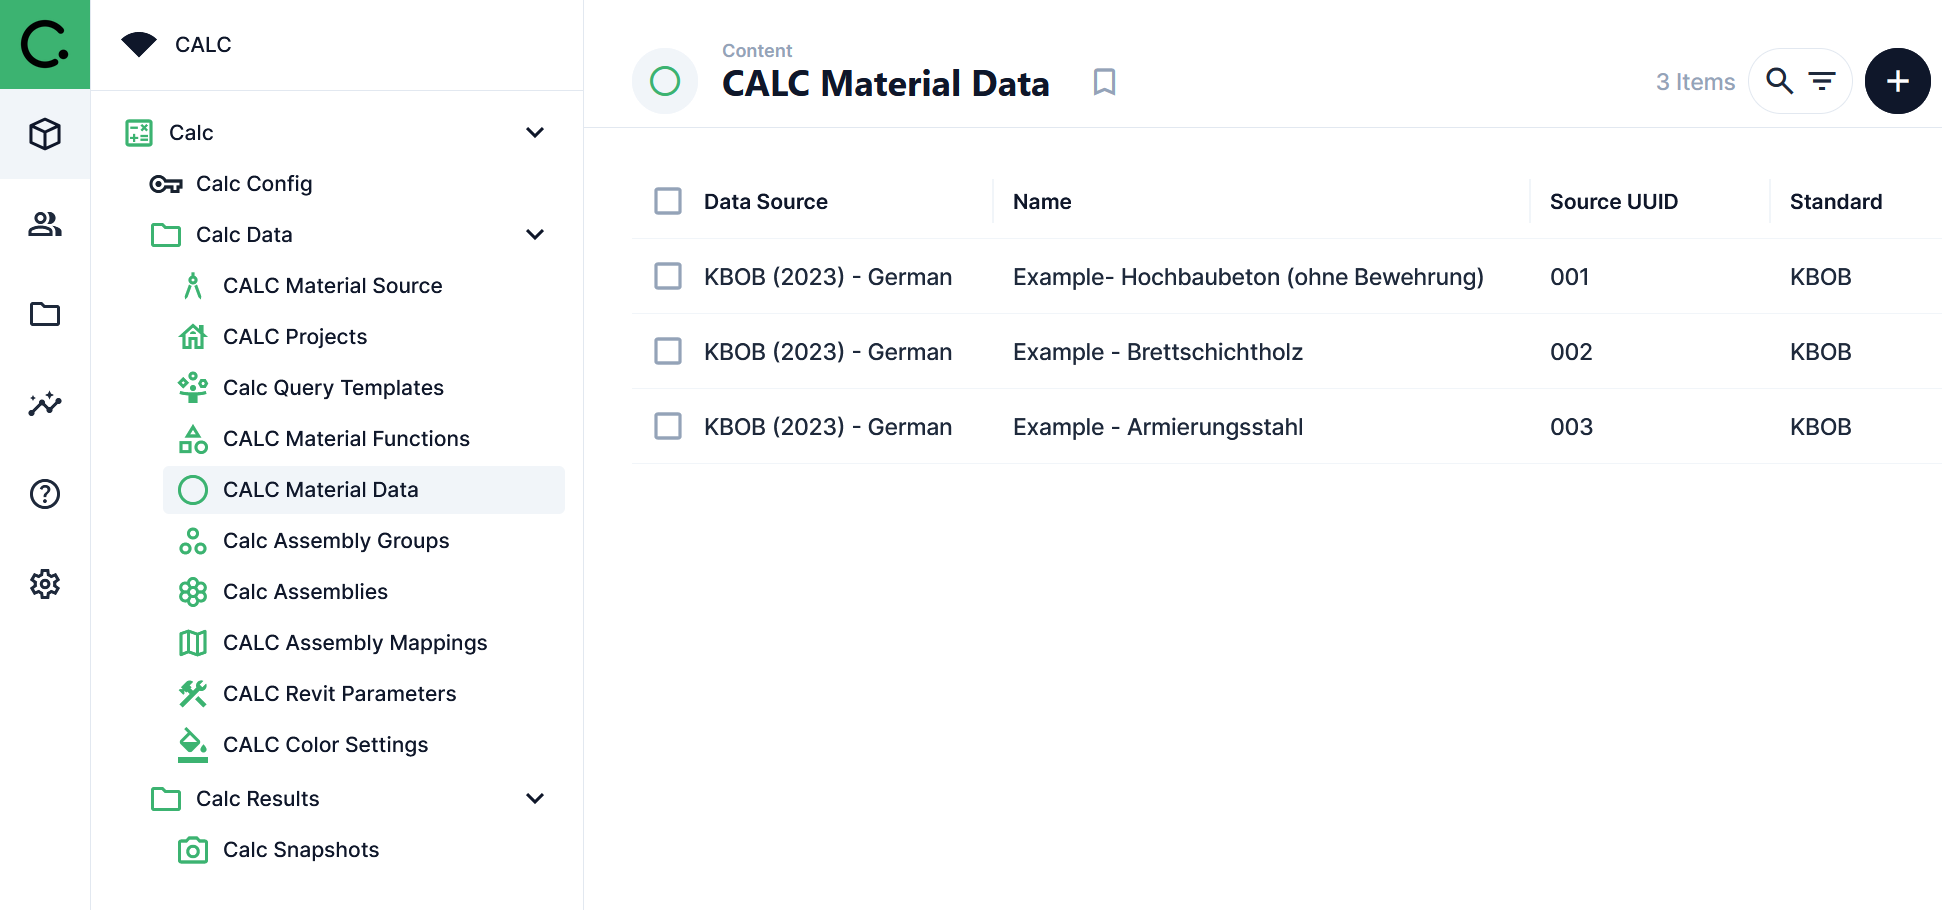 CALC
Calc
Calc Config
Calc Data
CALC Material Source
CALC Projects
Calc Query Templates
CALC Material Functions
CALC Material Data
Calc Assembly Groups
Calc Assemblies
CALC Assembly Mappings
CALC Revit Parameters
CALC Color Settings
Calc Results
Calc Snapshots
Content
CALC Material Data
3 Items
Data Source Name Source UUID Standard
KBOB (2023) - German Example- Hochbaubeton (ohne Bewehrung) 001 KBOB
KBOB (2023) - German Example - Brettschichtholz 002 KBOB
KBOB (2023) - German Example - Armierungsstahl 003 KBOB